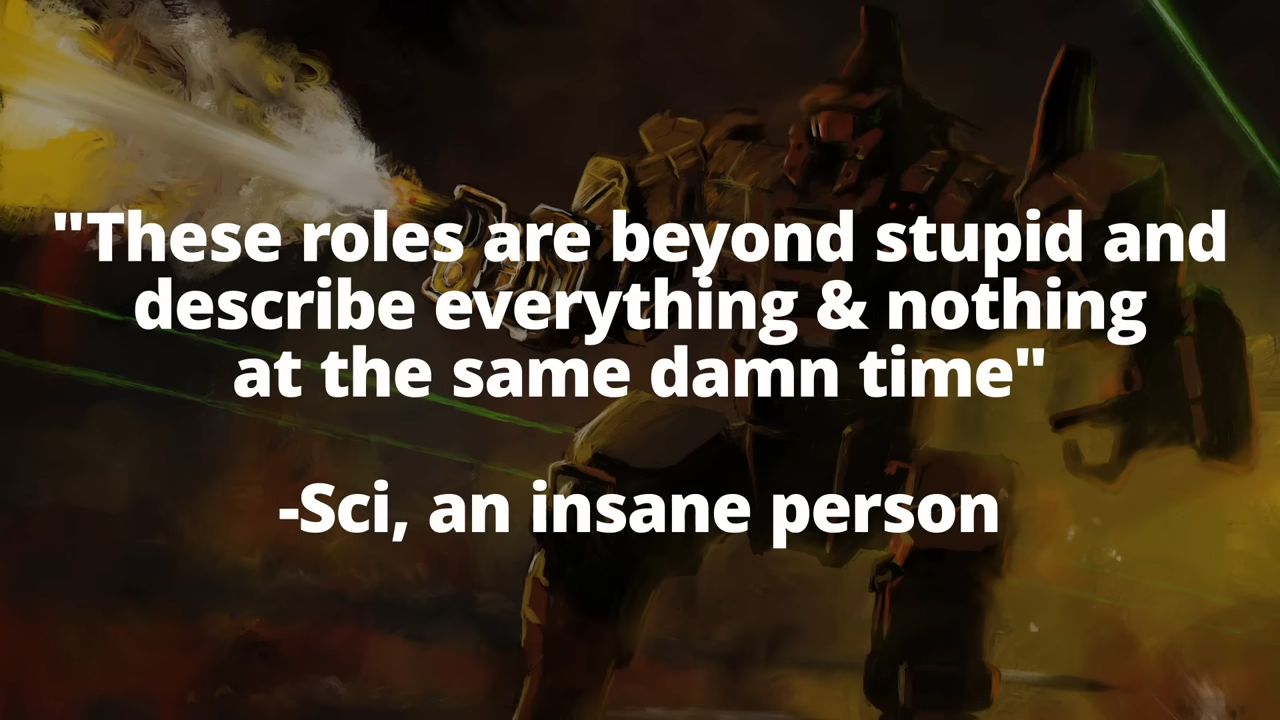 "These roles are beyond stupid and
describe everything & nothing
at the same damn time"
-Sci, an insane person